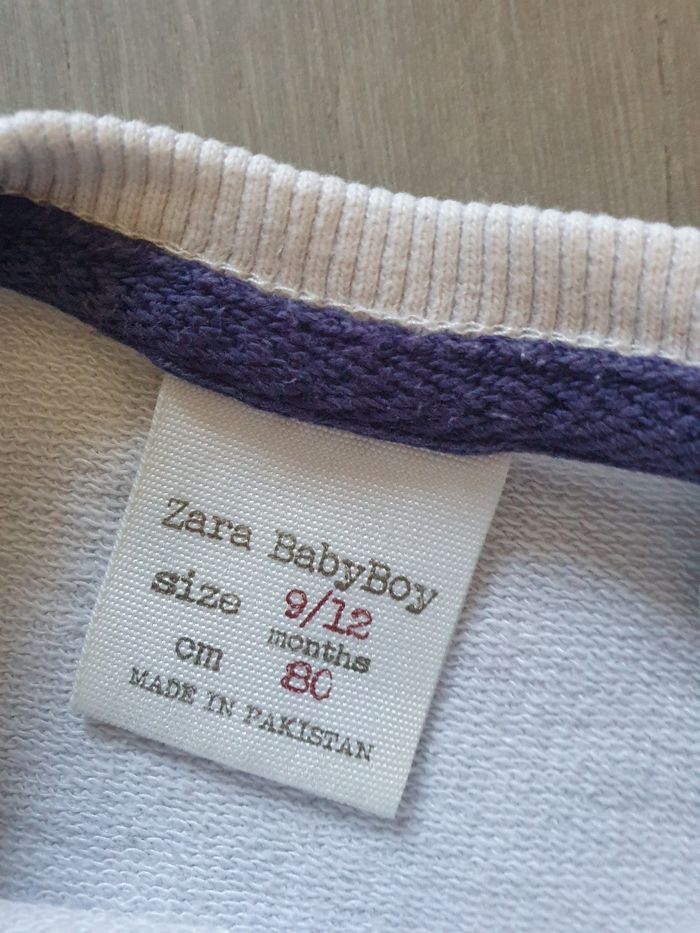 Zara BabyBoy
size 9/12
months
cm 80
MADE IN PAKISTAN